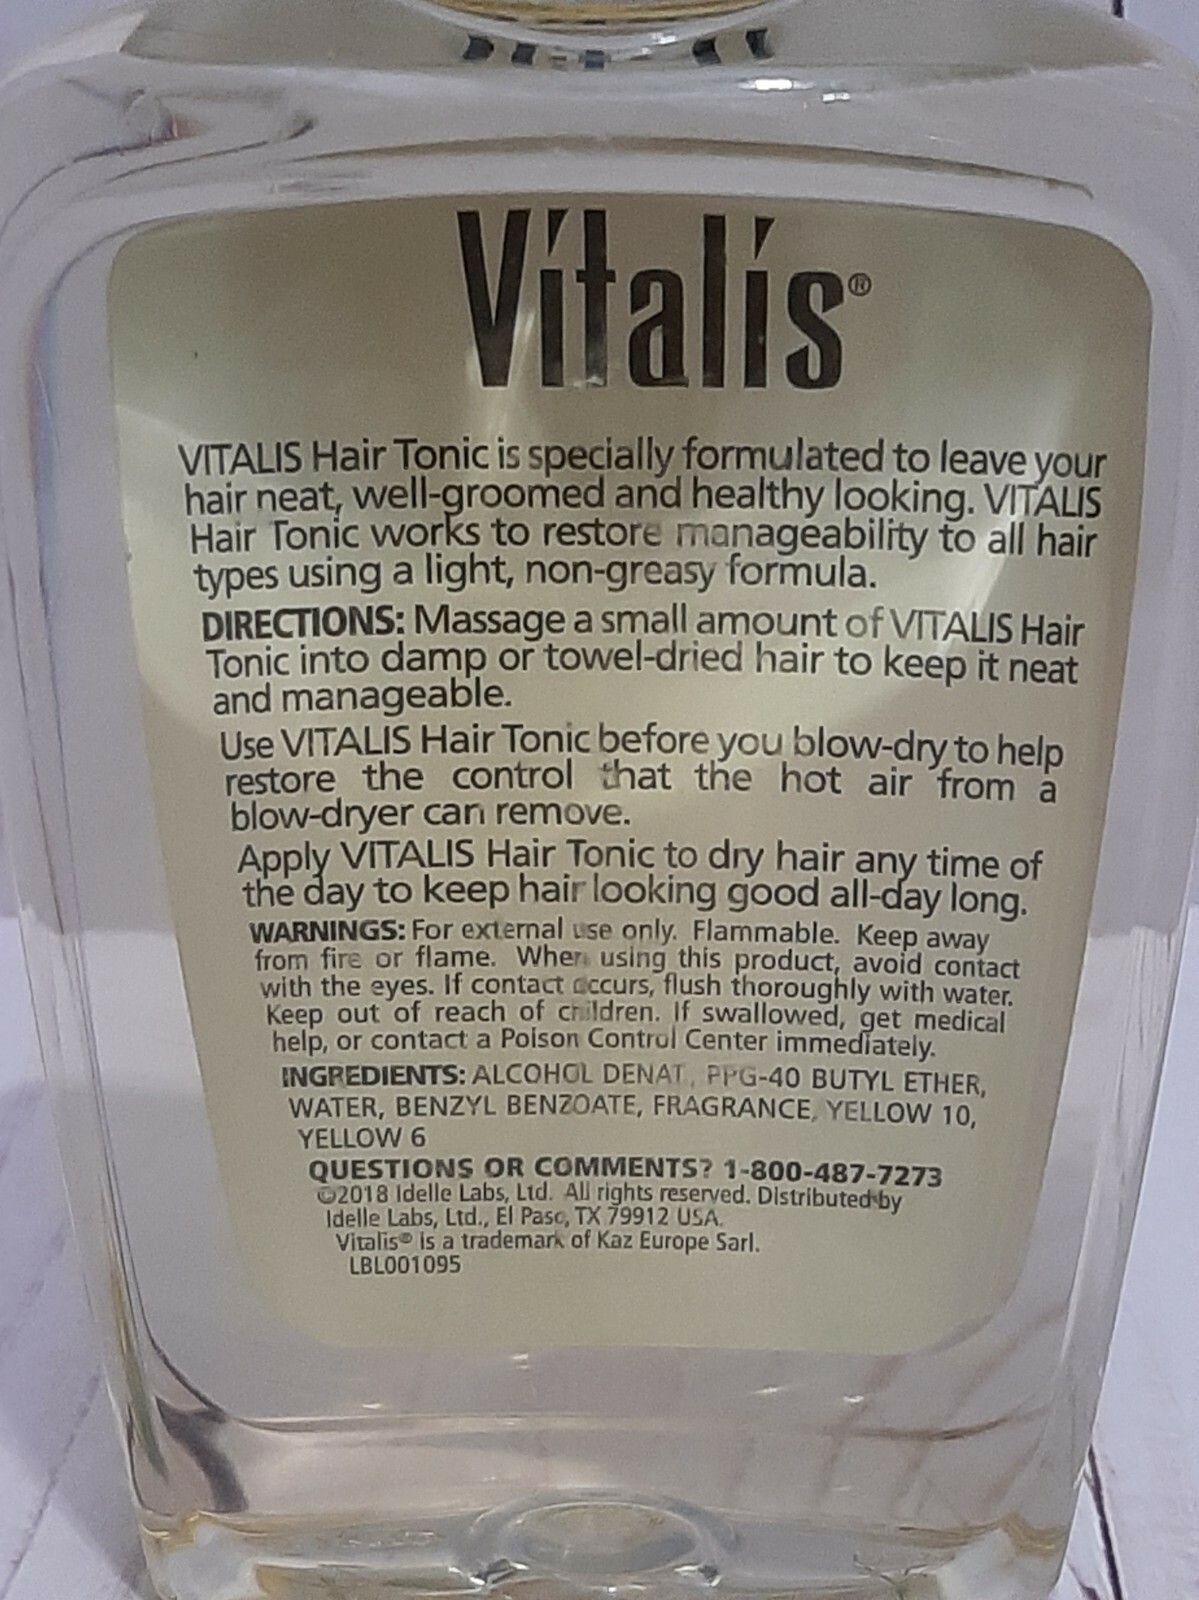 Vitalis®
VITALIS Hair Tonic is specially formulated to leave your
hair neat, well-groomed and healthy looking. VITALIS
Hair Tonic works to restore manageability to all hair
types using a light, non-greasy formula.
DIRECTIONS: Massage a small amount of VITALIS Hair
Tonic into damp or towel-dried hair to keep it neat
and manageable.
Use VITALIS Hair Tonic before you blow-dry to help
restore the control that the hot air from a
blow-dryer can remove.
Apply VITALIS Hair Tonic to dry hair any time of
the day to keep hair looking good all-day long.
WARNINGS: For external use only. Flammable. Keep away
from fire or flame. When using this product, avoid contact
with the eyes. If contact occurs, flush thoroughly with water.
Keep out of reach of children. If swallowed, get medical
help, or contact a Poison Control Center immediately.
INGREDIENTS: ALCOHOL DENAT., PPG-40 BUTYL ETHER,
WATER, BENZYL BENZOATE, FRAGRANCE, YELLOW 10,
YELLOW 6
QUESTIONS OR COMMENTS? 1-800-487-7273
©2018 Idelle Labs, Ltd. All rights reserved. Distributed by
Idelle Labs, Ltd., El Paso, TX 79912 USA.
Vitalis® is a trademark of Kaz Europe Sarl.
LBL001095